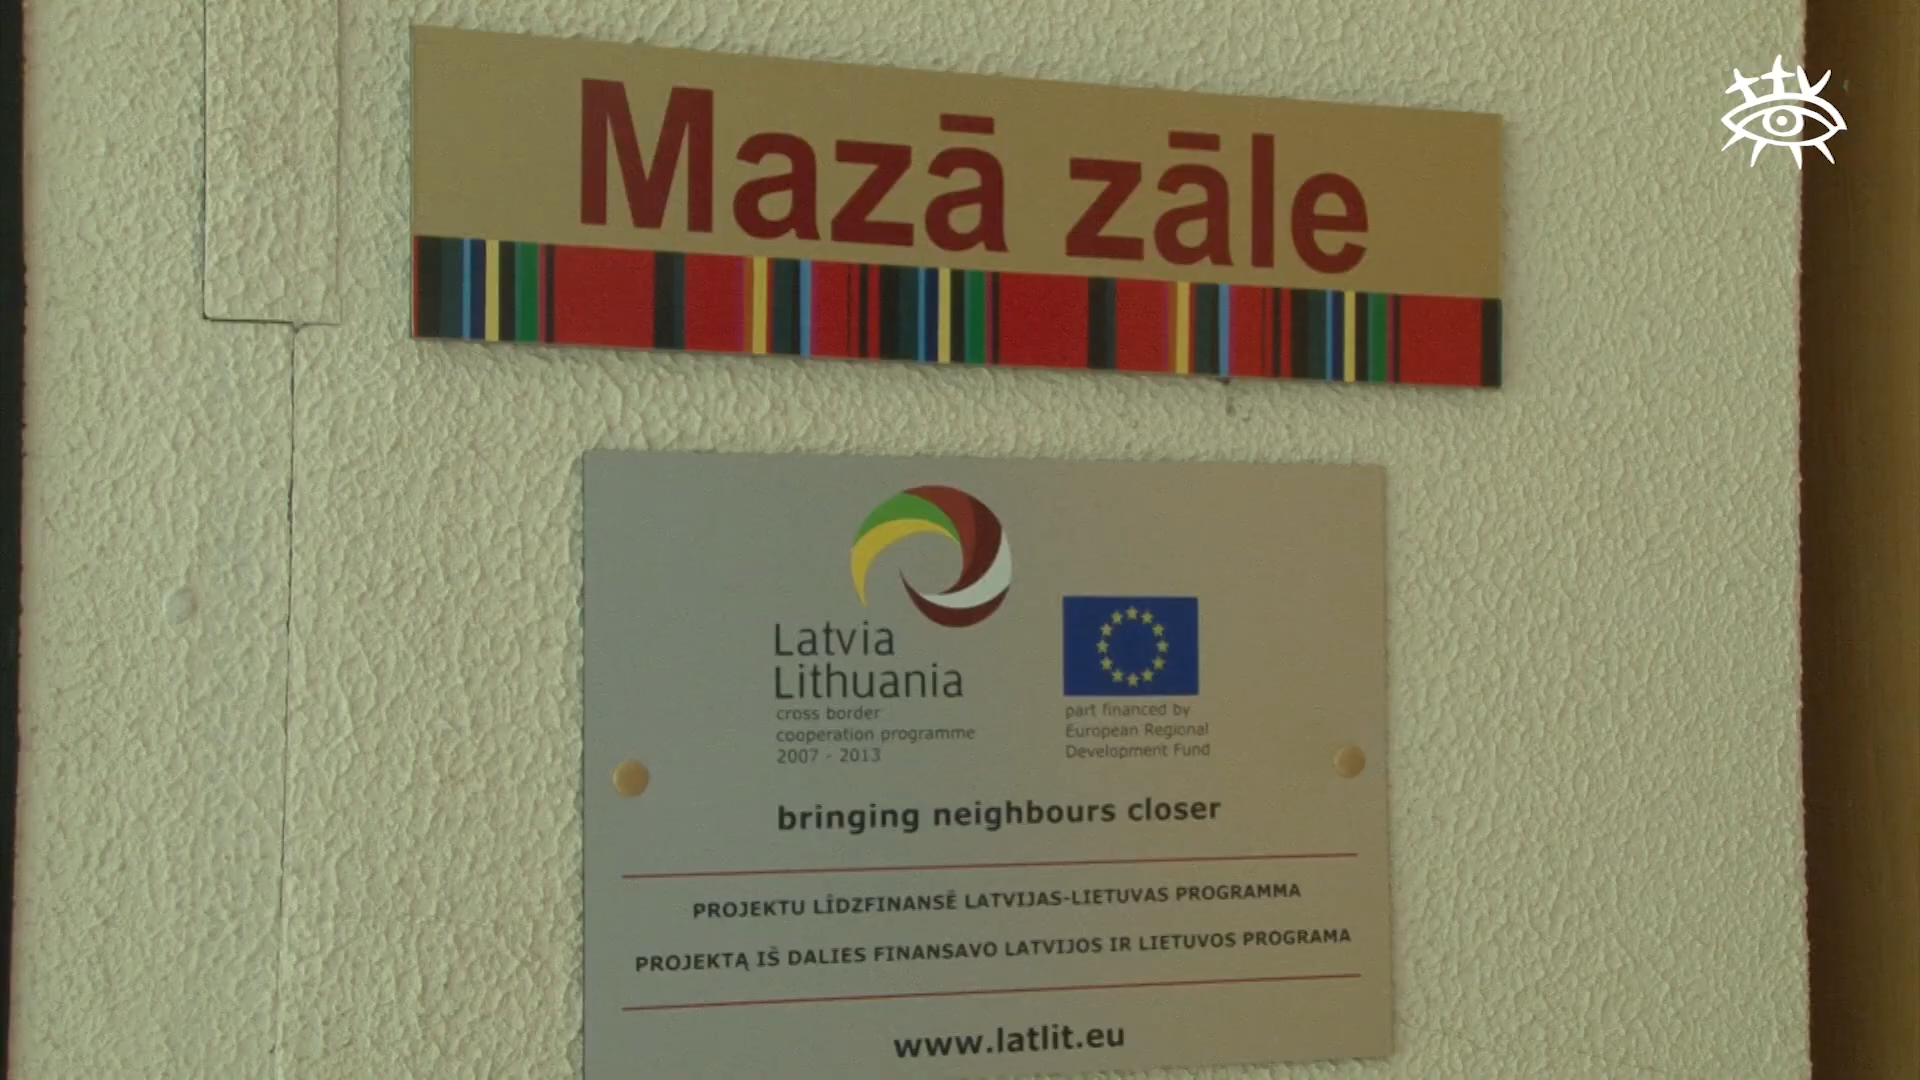 Mazā zāle
Latvia
Lithuania
cross border
cooperation programme
2007 - 2013
part financed by
European Regional
Development Fund
bringing neighbours closer
PROJEKTU LĪDZFINANSĒ LATVIJAS-LIETUVAS PROGRAMMA
PROJEKTĄ IŠ DALIES FINANSAVO LATVIJOS IR LIETUVOS PROGRAMA
www.latlit.eu